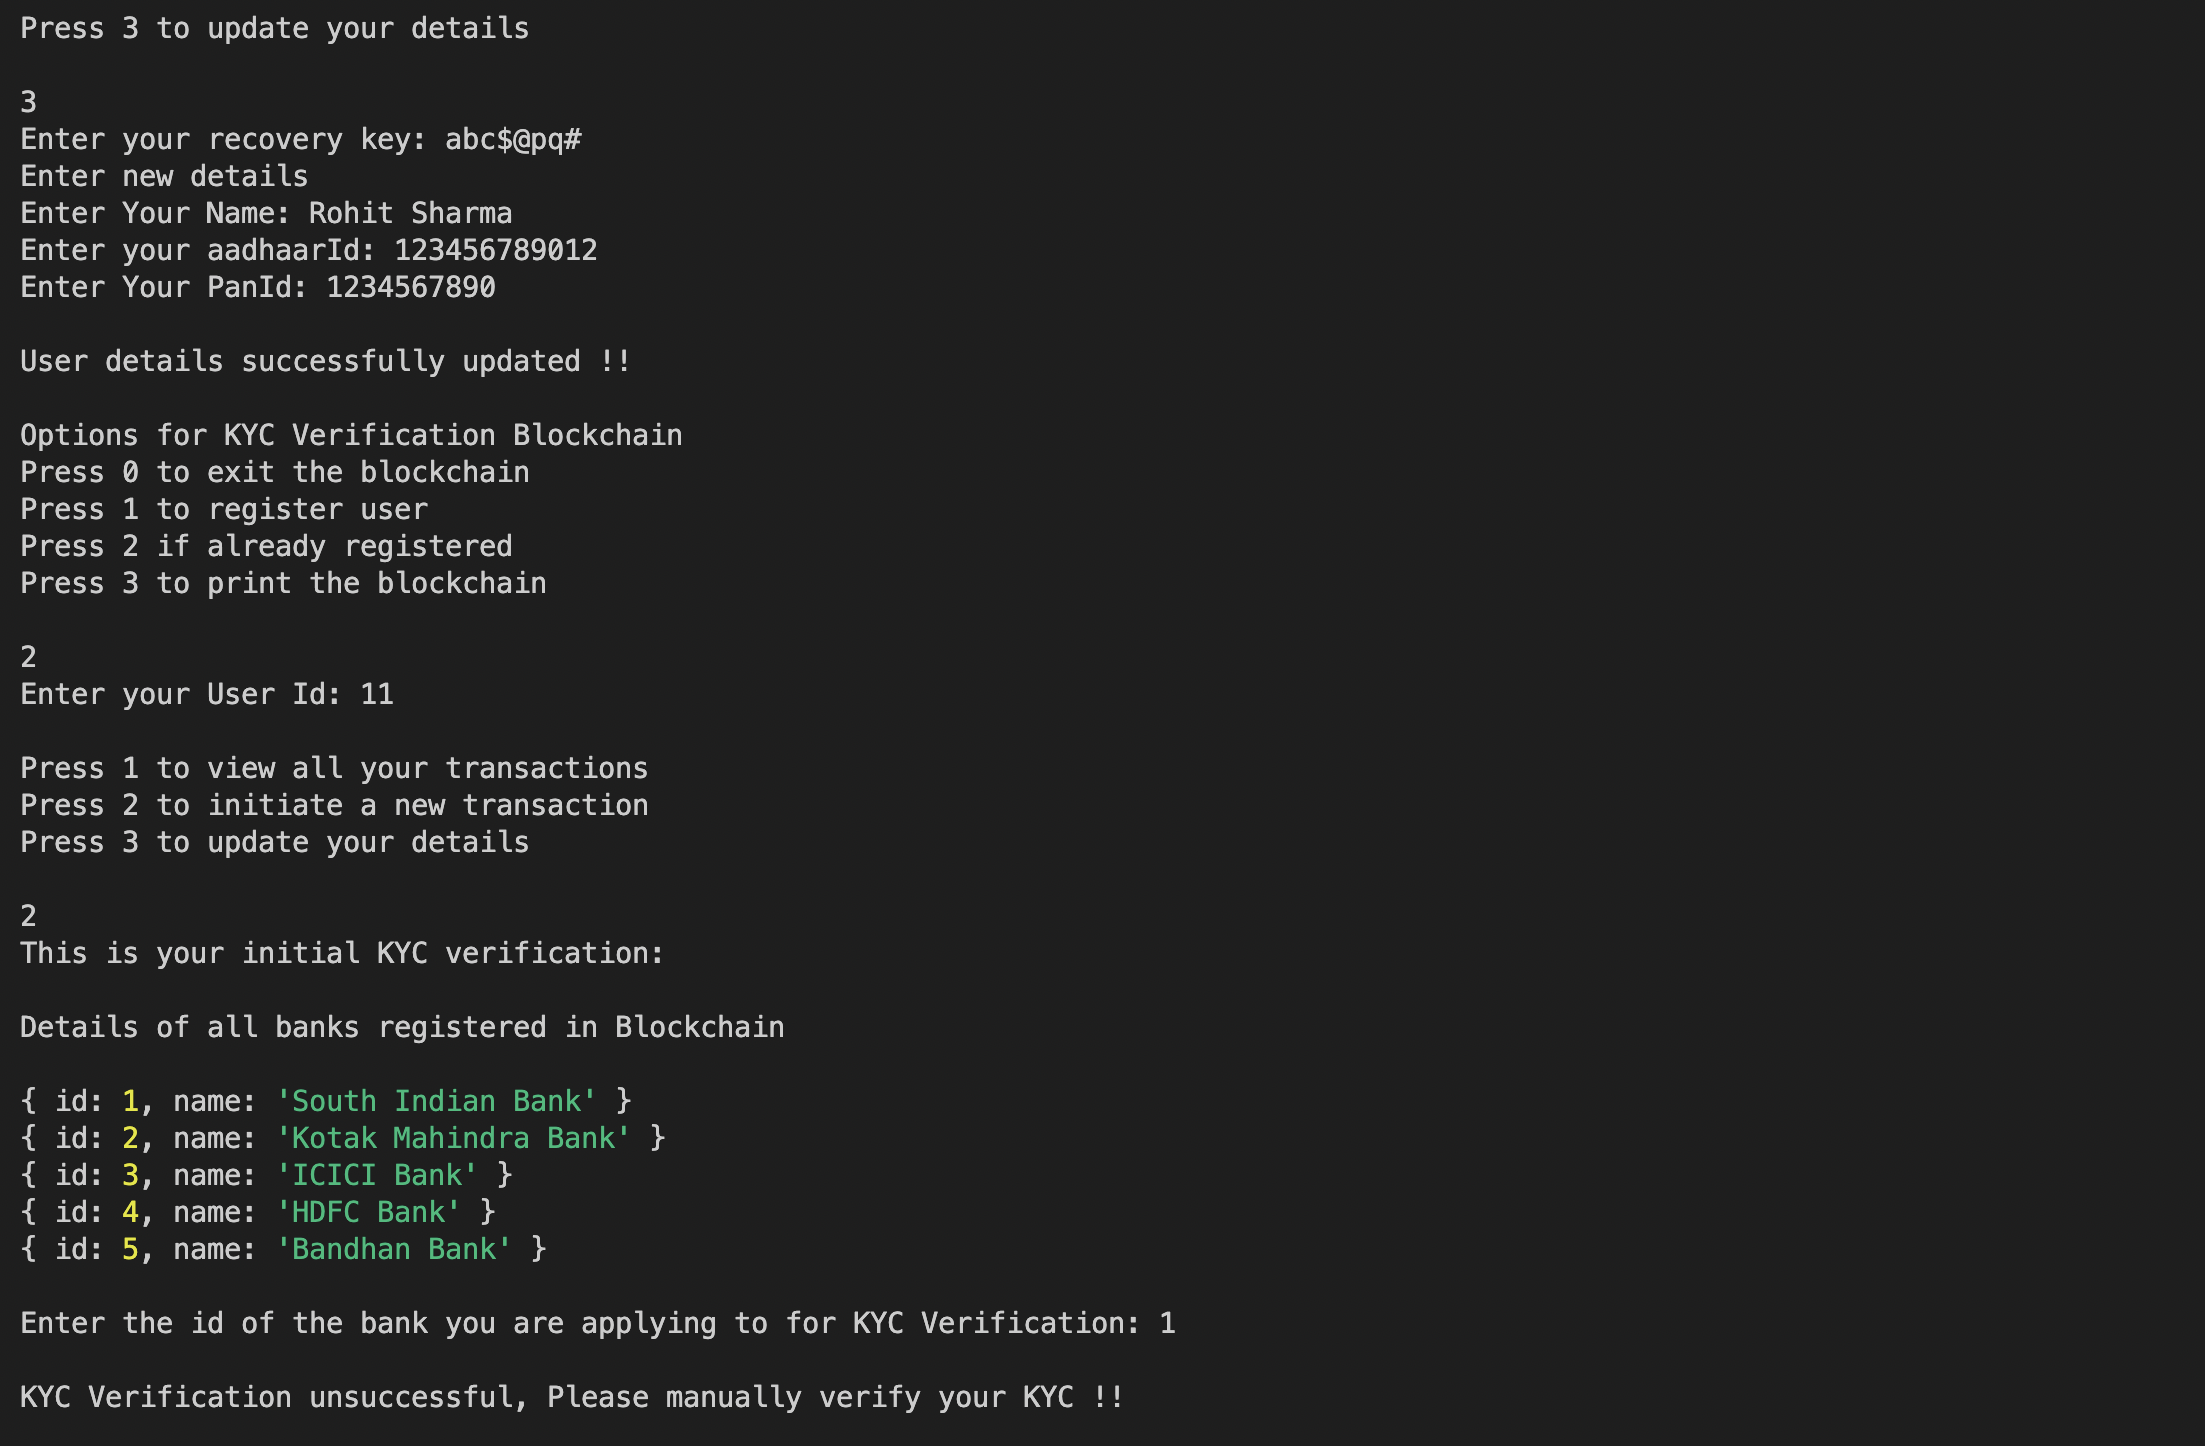 Press 3 to update your details
3
Enter your recovery key: abc$@pq#
Enter new details
Enter Your Name: Rohit Sharma
Enter your aadhaarId: 123456789012
Enter Your PanId: 1234567890
User details successfully updated !!
Options for KYC Verification Blockchain
Press 0 to exit the blockchain
Press 1 to register user
Press 2 if already registered
Press 3 to print the blockchain
2
Enter your User Id: 11
Press 1 to view all your transactions
Press 2 to initiate a new transaction
Press 3 to update your details
2
This is your initial KYC verification:
Details of all banks registered in Blockchain
{ id: 1, name: 'South Indian Bank' }
{ id: 2, name: 'Kotak Mahindra Bank' }
{ id: 3, name: 'ICICI Bank' }
{ id: 4, name: 'HDFC Bank' }
{ id: 5, name: 'Bandhan Bank' }
Enter the id of the bank you are applying to for KYC Verification: 1
KYC Verification unsuccessful, Please manually verify your KYC !!